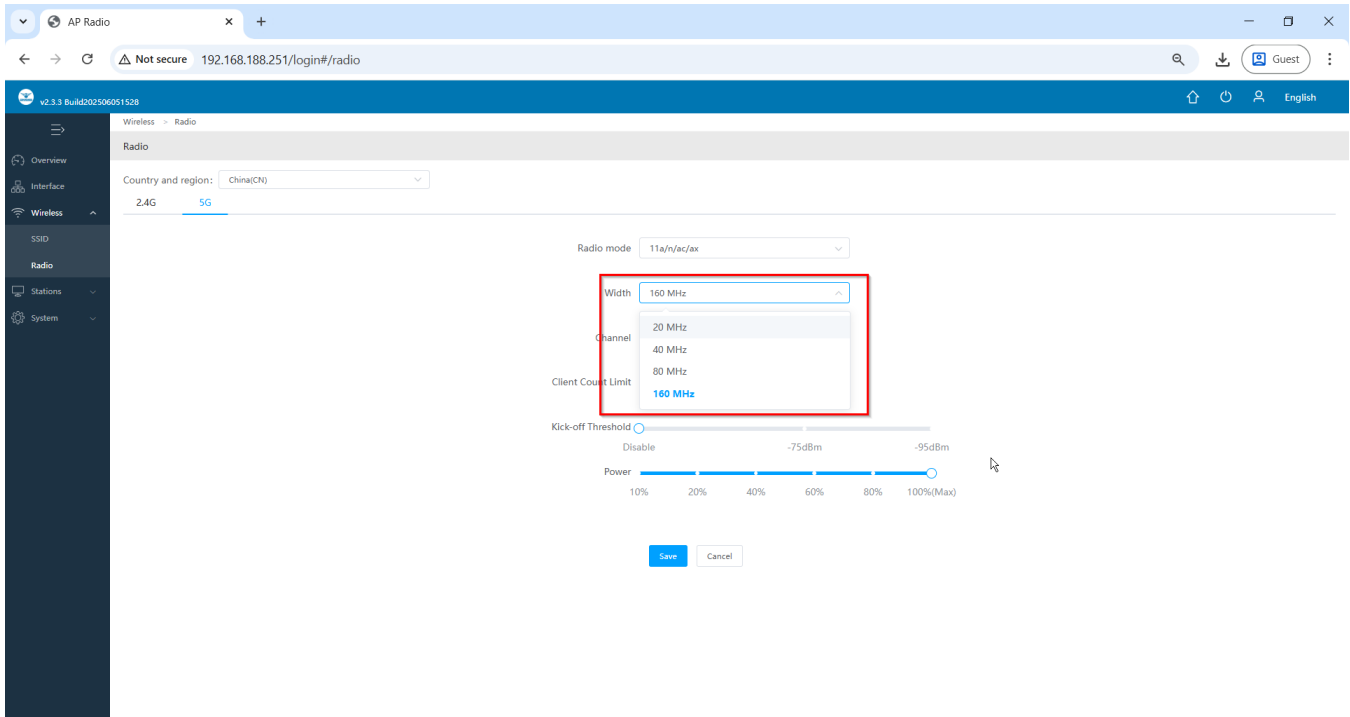 AP Radio
Not secure 192.168.188.251/login#/radio
Guest
v2.3.3 Build202506051528
English
Wireless > Radio
Radio
Overview
Interface
Wireless
SSID
Radio
Stations
System
Country and region: China(CN)
2.4G 5G
Radio mode 11a/n/ac/ax
Width 160 MHz
20 MHz
Channel
40 MHz
80 MHz
Client Count Limit
160 MHz
Kick-off Threshold
Disable -75dBm -95dBm
Power
10% 20% 40% 60% 80% 100%(Max)
Save Cancel